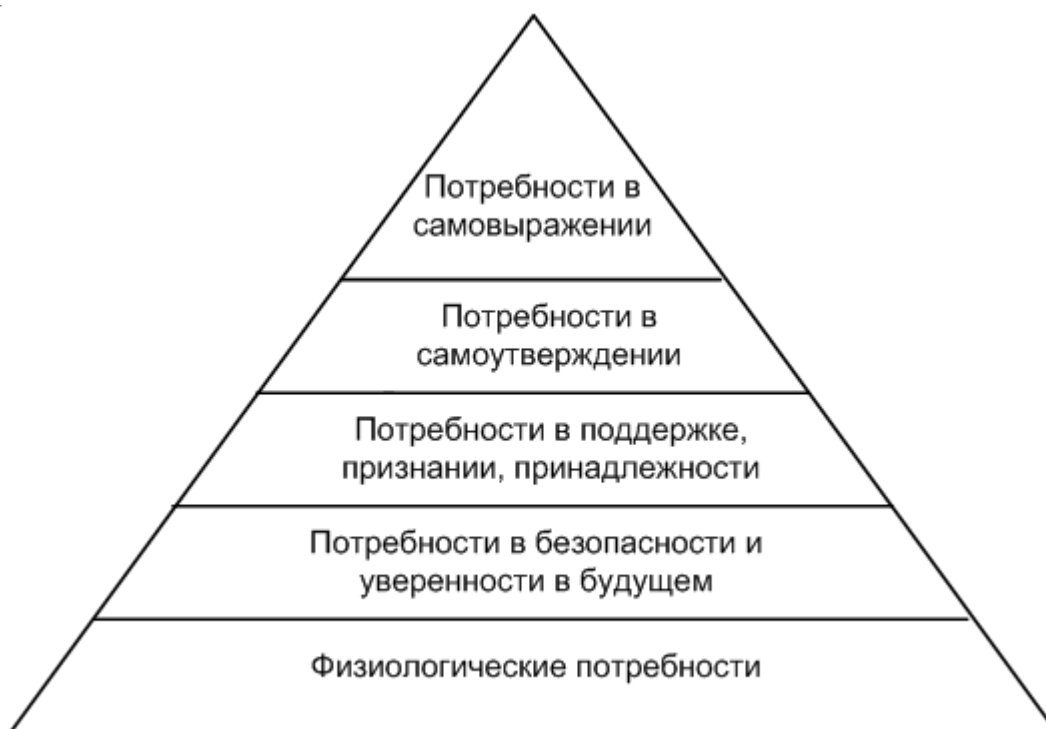 Потребности в
самовыражении
Потребности в
самоутверждении
Потребности в поддержке,
признании, принадлежности
Потребности в безопасности и
уверенности в будущем
Физиологические потребности